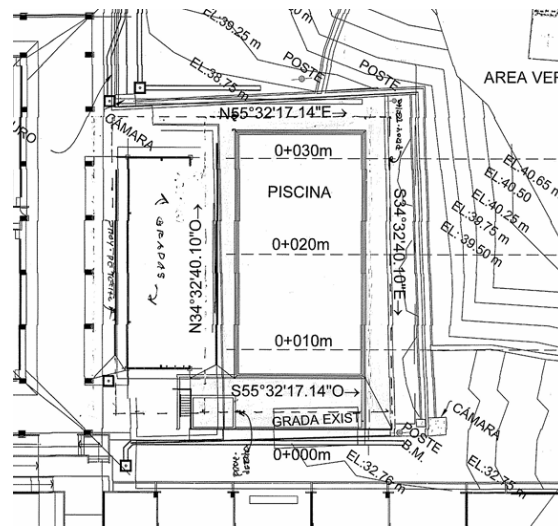 EL:39.25 m
EL:38.75 m
POSTE
POSTE
AREA VER
CÁMARA
N55°32'17.14"E→
0+030m
PISCINA
N34°32'40.10"O→
S34°32'40.10"E→
GRADAS
0+020m
0+010m
EL:40.65 m
EL:40.50
EL:40.25 m
EL:39.75 m
EL: 39.50 m
S55°32'17.14"O→
GRADA EXIST
CÁMARA
POSTE
B.M.
0+000m
EL:32.76 m
EL:32.75 m